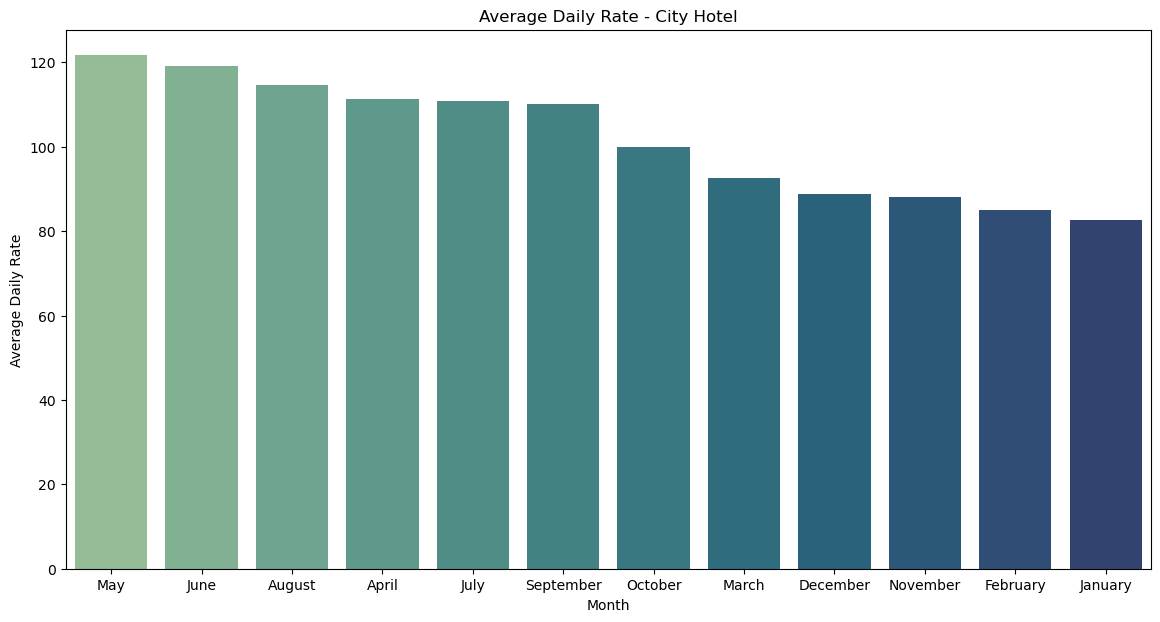 Average Daily Rate - City Hotel
Average Daily Rate
120
100
80
60
40
20
0
May June August April July September October March December November February January
Month